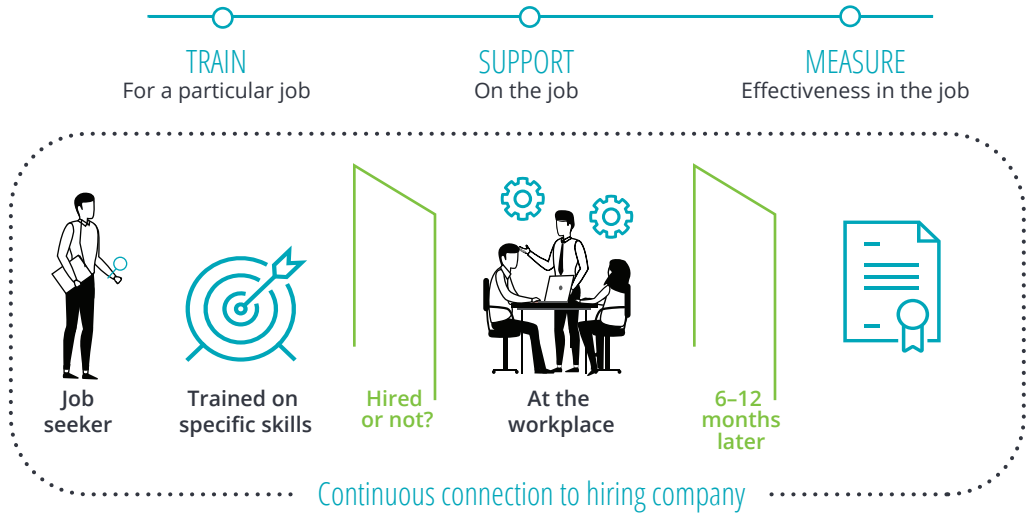 TRAIN
For a particular job
SUPPORT
On the job
MEASURE
Effectiveness in the job
Job
seeker
Trained on
specific skills
Hired
or not?
At the
workplace
6–12
months
later
Continuous connection to hiring company